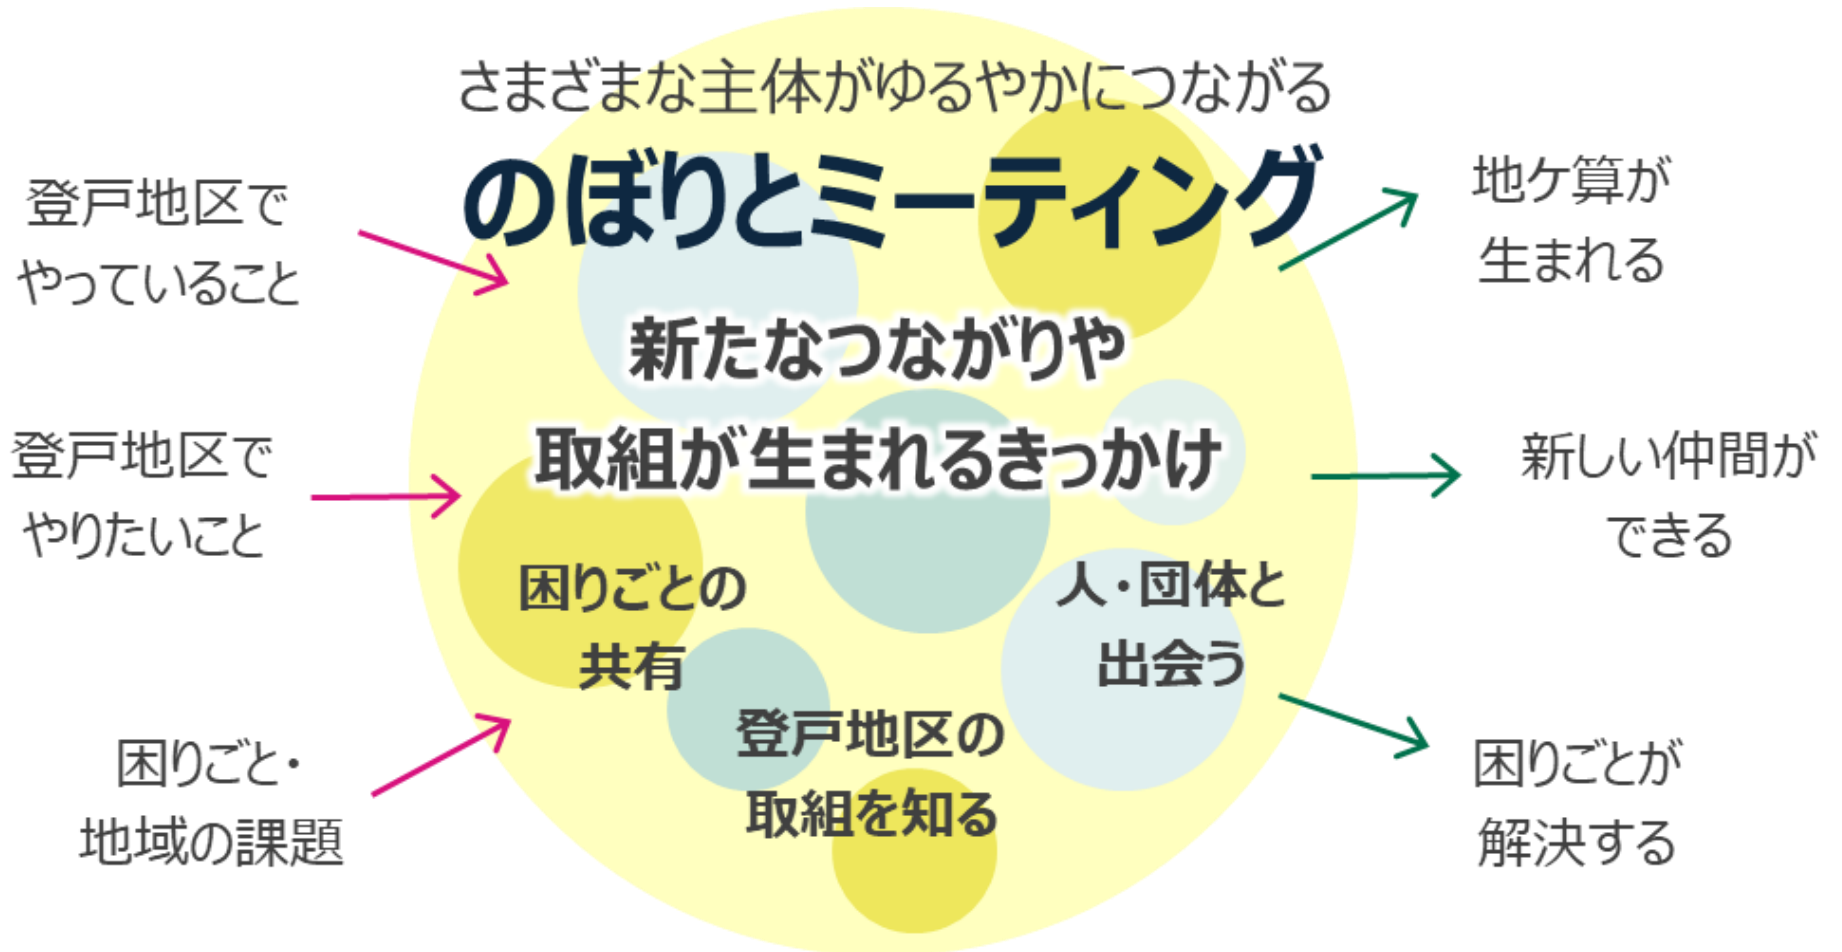 さまざまな主体がゆるやかにつながる
のぼりとミーティング
登戸地区で
やっていること
登戸地区で
やりたいこと
困りごと・
地域の課題
新たなつながりや
取組が生まれるきっかけ
困りごとの
共有
登戸地区の
取組を知る
人・団体と
出会う
地ケ算が
生まれる
新しい仲間が
できる
困りごとが
解決する